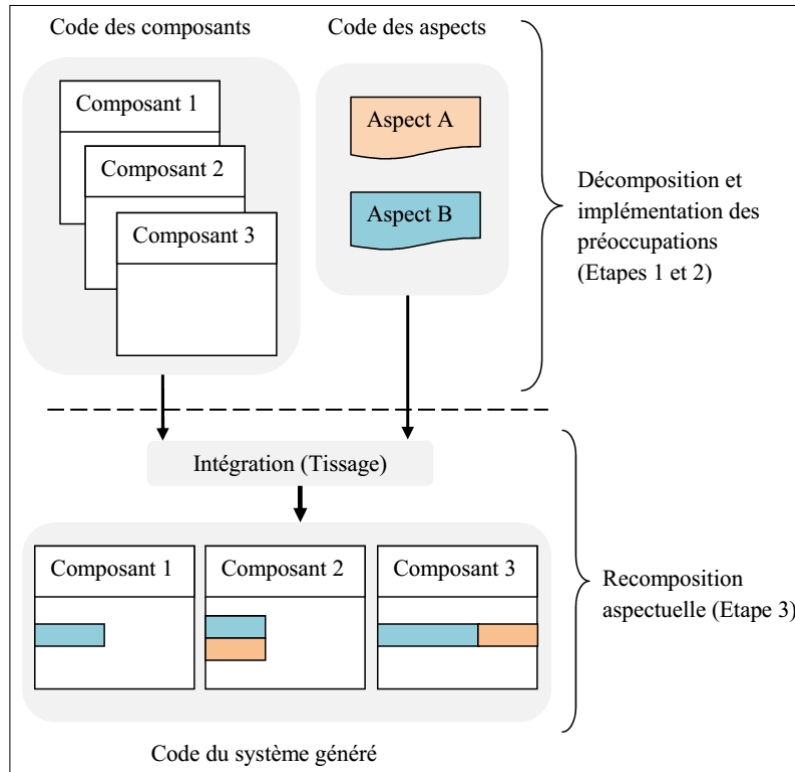 Code des composants
Code des aspects
Composant 1
Composant 2
Composant 3
Aspect A
Aspect B
Décomposition et
implémentation des
préoccupations
(Etapes 1 et 2)
Intégration (Tissage)
Composant 1
Composant 2
Composant 3
Recomposition
aspectuelle (Etape 3)
Code du système généré